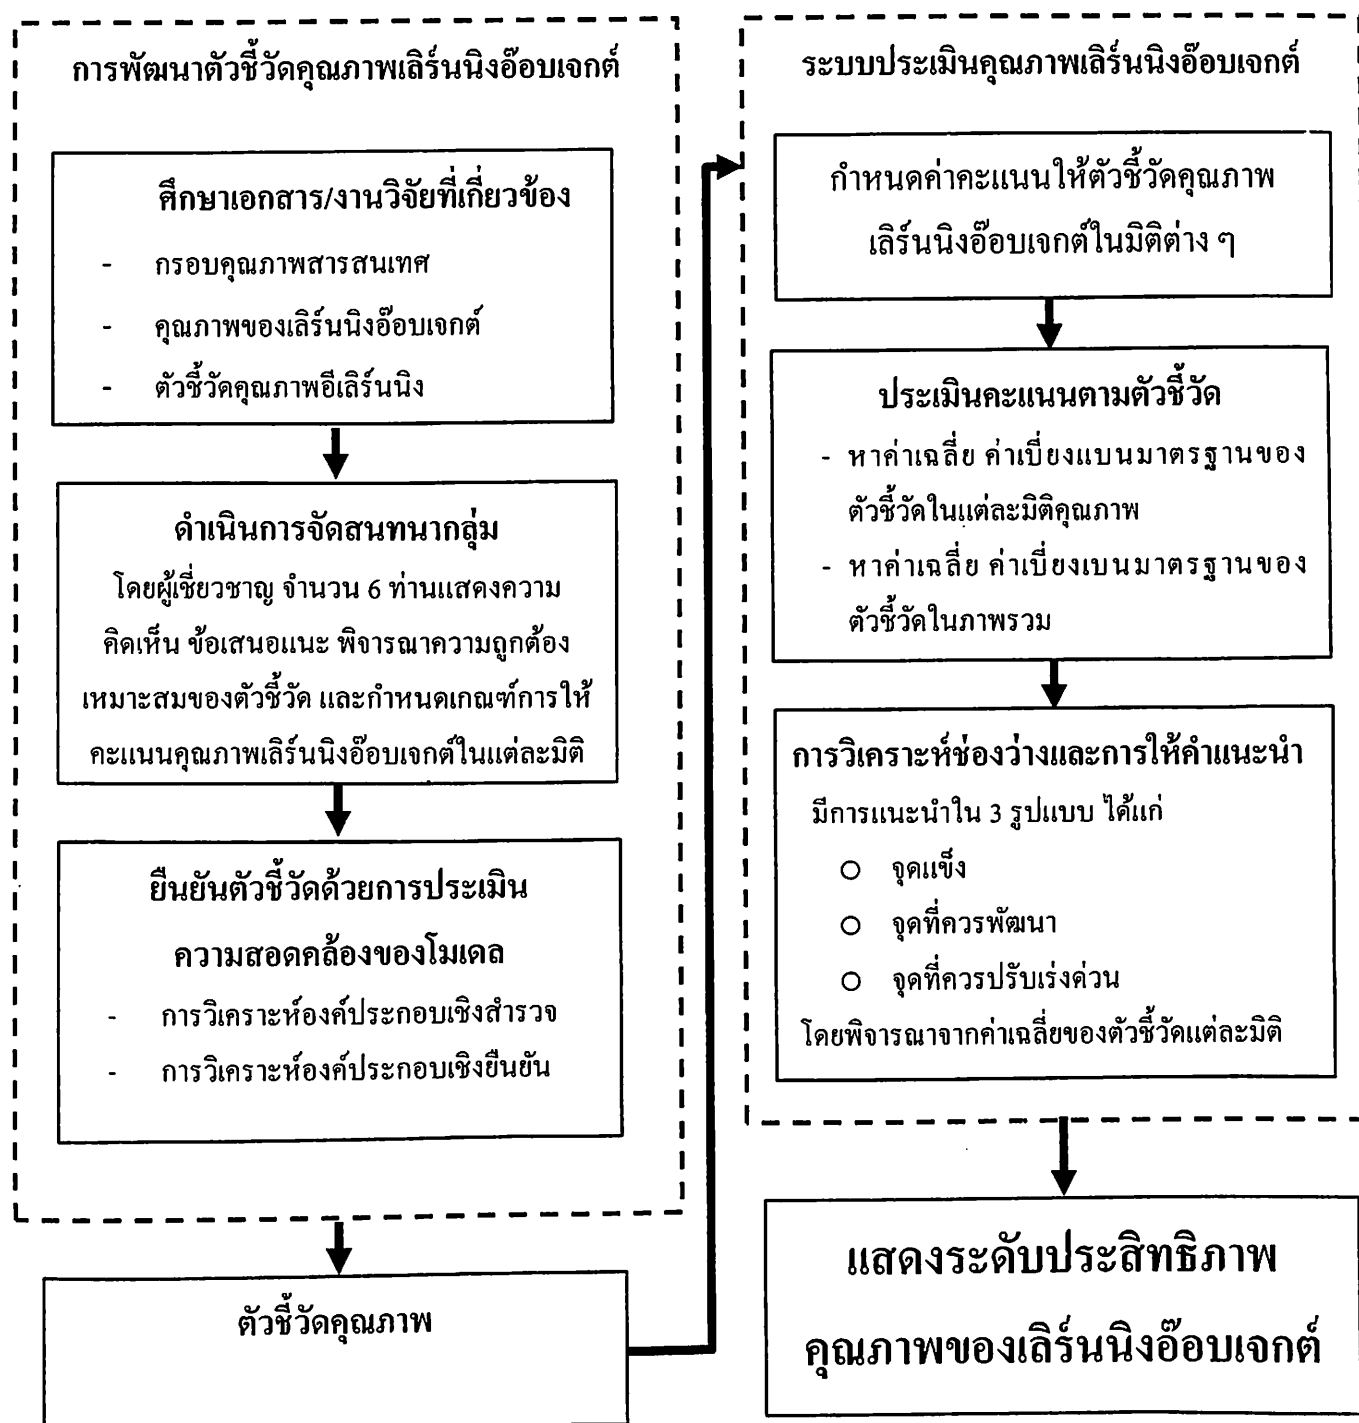 การพัฒนาตัวชี้วัดคุณภาพเลิร์นนิงอ๊อบเจกต์
ศึกษาเอกสาร/งานวิจัยที่เกี่ยวข้อง
- กรอบคุณภาพสารสนเทศ
- คุณภาพของเลิร์นนิงอ๊อบเจกต์
- ตัวชี้วัดคุณภาพอีเลิร์นนิง
ดำเนินการจัดสนทนากลุ่ม
โดยผู้เชี่ยวชาญ จำนวน 6 ท่านแสดงความ
คิดเห็น ข้อเสนอแนะ พิจารณาความถูกต้อง
เหมาะสมของตัวชี้วัด และกำหนดเกณฑ์การให้
คะแนนคุณภาพเลิร์นนิงอ๊อบเจกต์ในแต่ละมิติ
ยืนยันตัวชี้วัดด้วยการประเมิน
ความสอดคล้องของโมเดล
- การวิเคราะห์องค์ประกอบเชิงสำรวจ
- การวิเคราะห์องค์ประกอบเชิงยืนยัน
ตัวชี้วัดคุณภาพ
ระบบประเมินคุณภาพเลิร์นนิงอ๊อบเจกต์
กำหนดค่าคะแนนให้ตัวชี้วัดคุณภาพ
เลิร์นนิงอ๊อบเจกต์ในมิติต่าง ๆ
ประเมินคะแนนตามตัวชี้วัด
- หาค่าเฉลี่ย ค่าเบี่ยงแบนมาตรฐานของ
ตัวชี้วัดในแต่ละมิติคุณภาพ
- หาค่าเฉลี่ย ค่าเบี่ยงเบนมาตรฐานของ
ตัวชี้วัดในภาพรวม
การวิเคราะห์ช่องว่างและการให้คำแนะนำ
มีการแนะนำใน 3 รูปแบบ ได้แก่
○ จุดแข็ง
○ จุดที่ควรพัฒนา
○ จุดที่ควรปรับเร่งด่วน
โดยพิจารณาจากค่าเฉลี่ยของตัวชี้วัดแต่ละมิติ
แสดงระดับประสิทธิภาพ
คุณภาพของเลิร์นนิงอ๊อบเจกต์